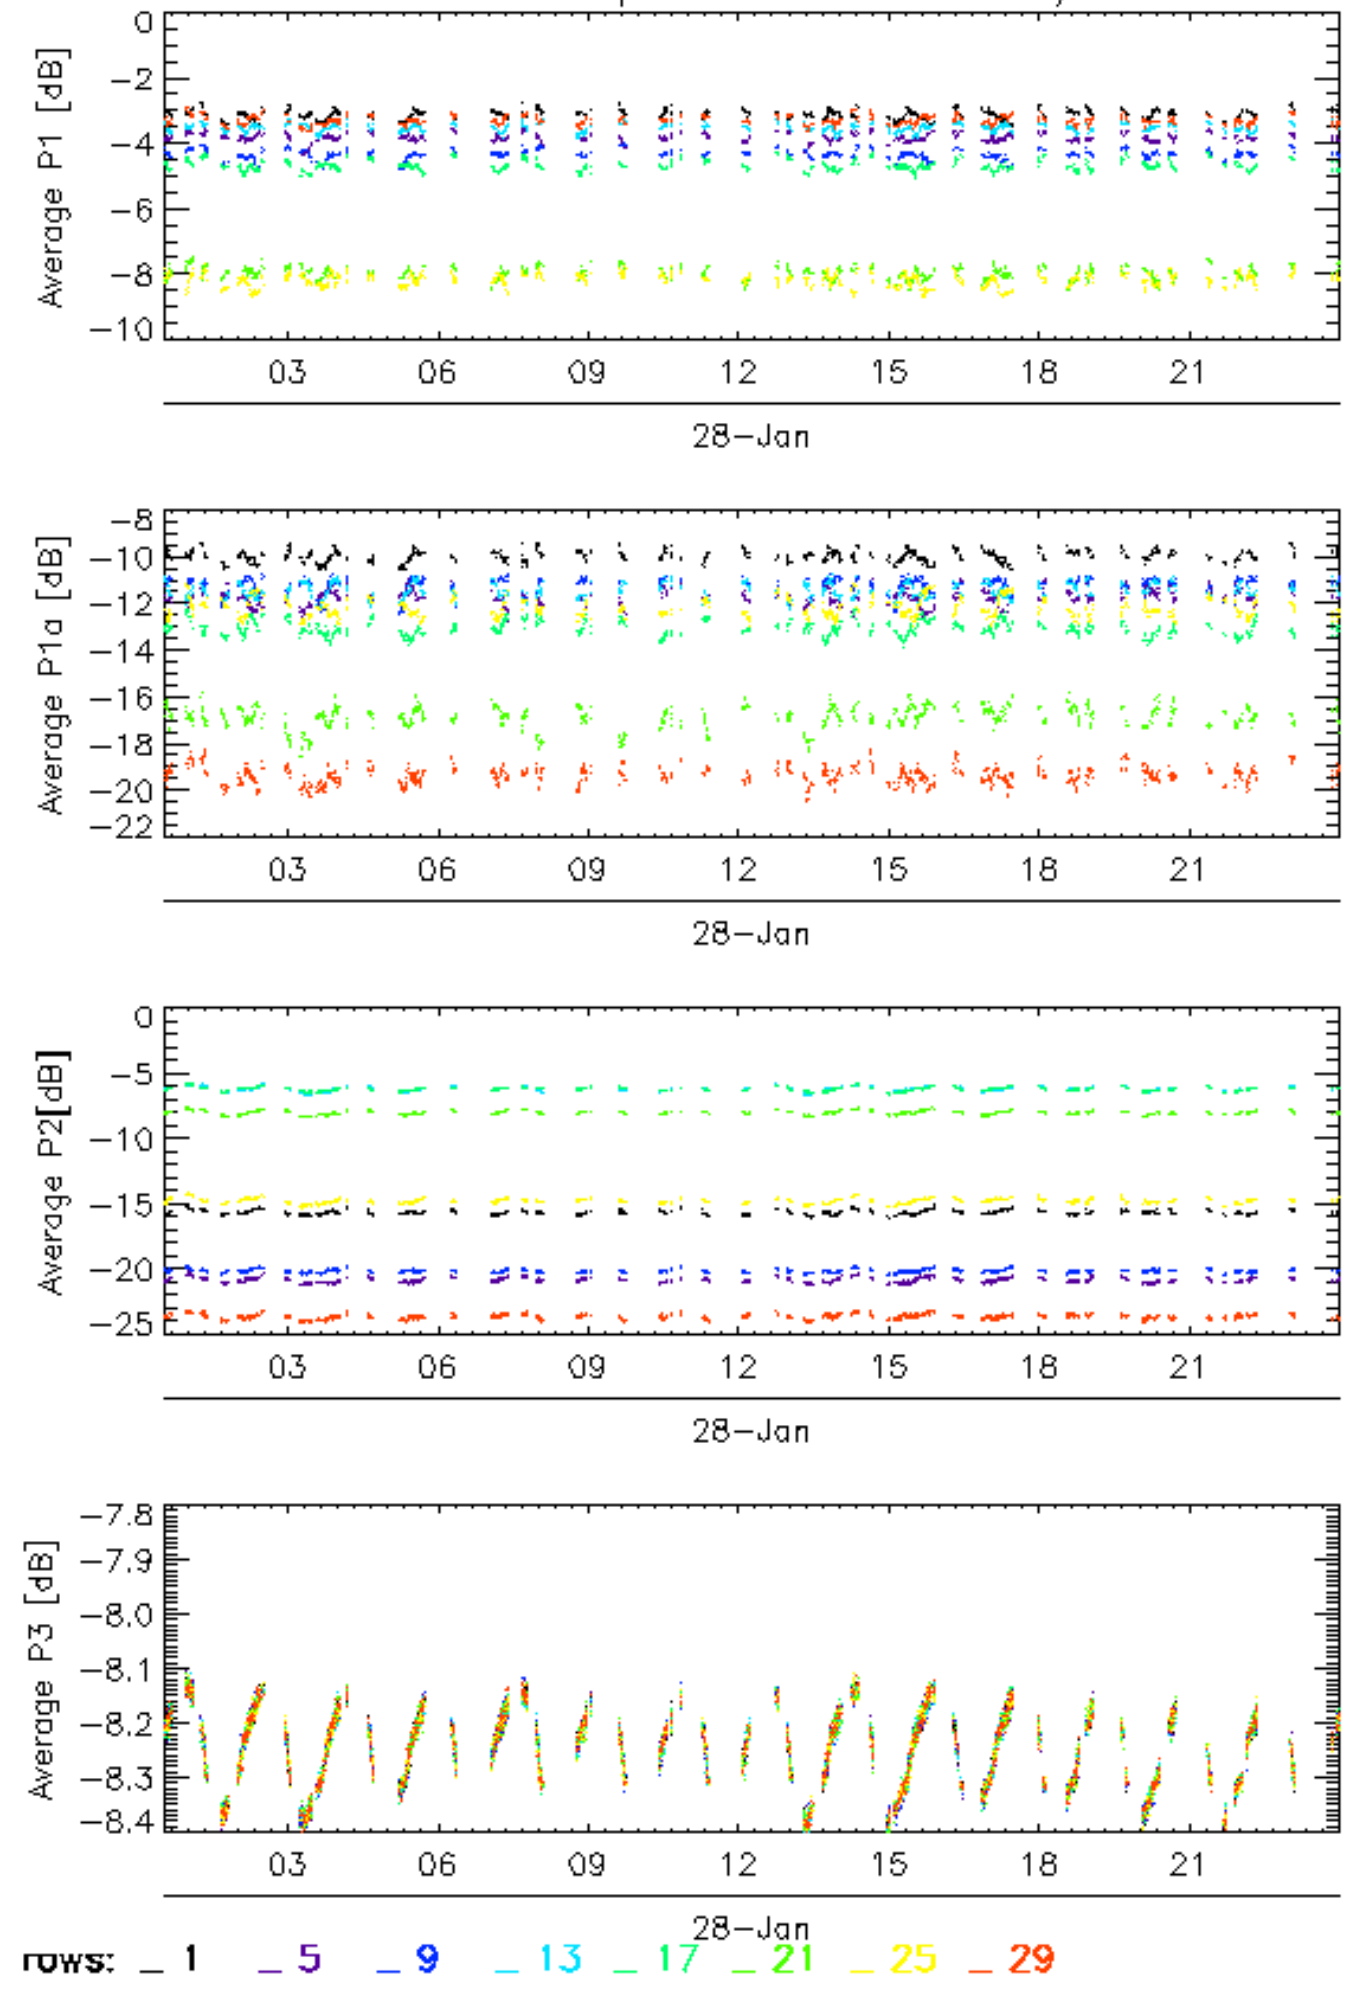 0
−2
−4
−6
−8
−10
Average P1 [dB]
03 06 09 12 15 18 21
28−Jan
−8
−10
−12
−14
−16
−18
−20
−22
Average P1a [dB]
03 06 09 12 15 18 21
28−Jan
0
−5
−10
−15
−20
−25
Average P2[dB]
03 06 09 12 15 18 21
28−Jan
−7.8
−7.9
−8.0
−8.1
−8.2
−8.3
−8.4
Average P3 [dB]
03 06 09 12 15 18 21
28−Jan
rows: _ 1 _ 5 _ 9 _ 13 _ 17 _ 21 _ 25 _ 29